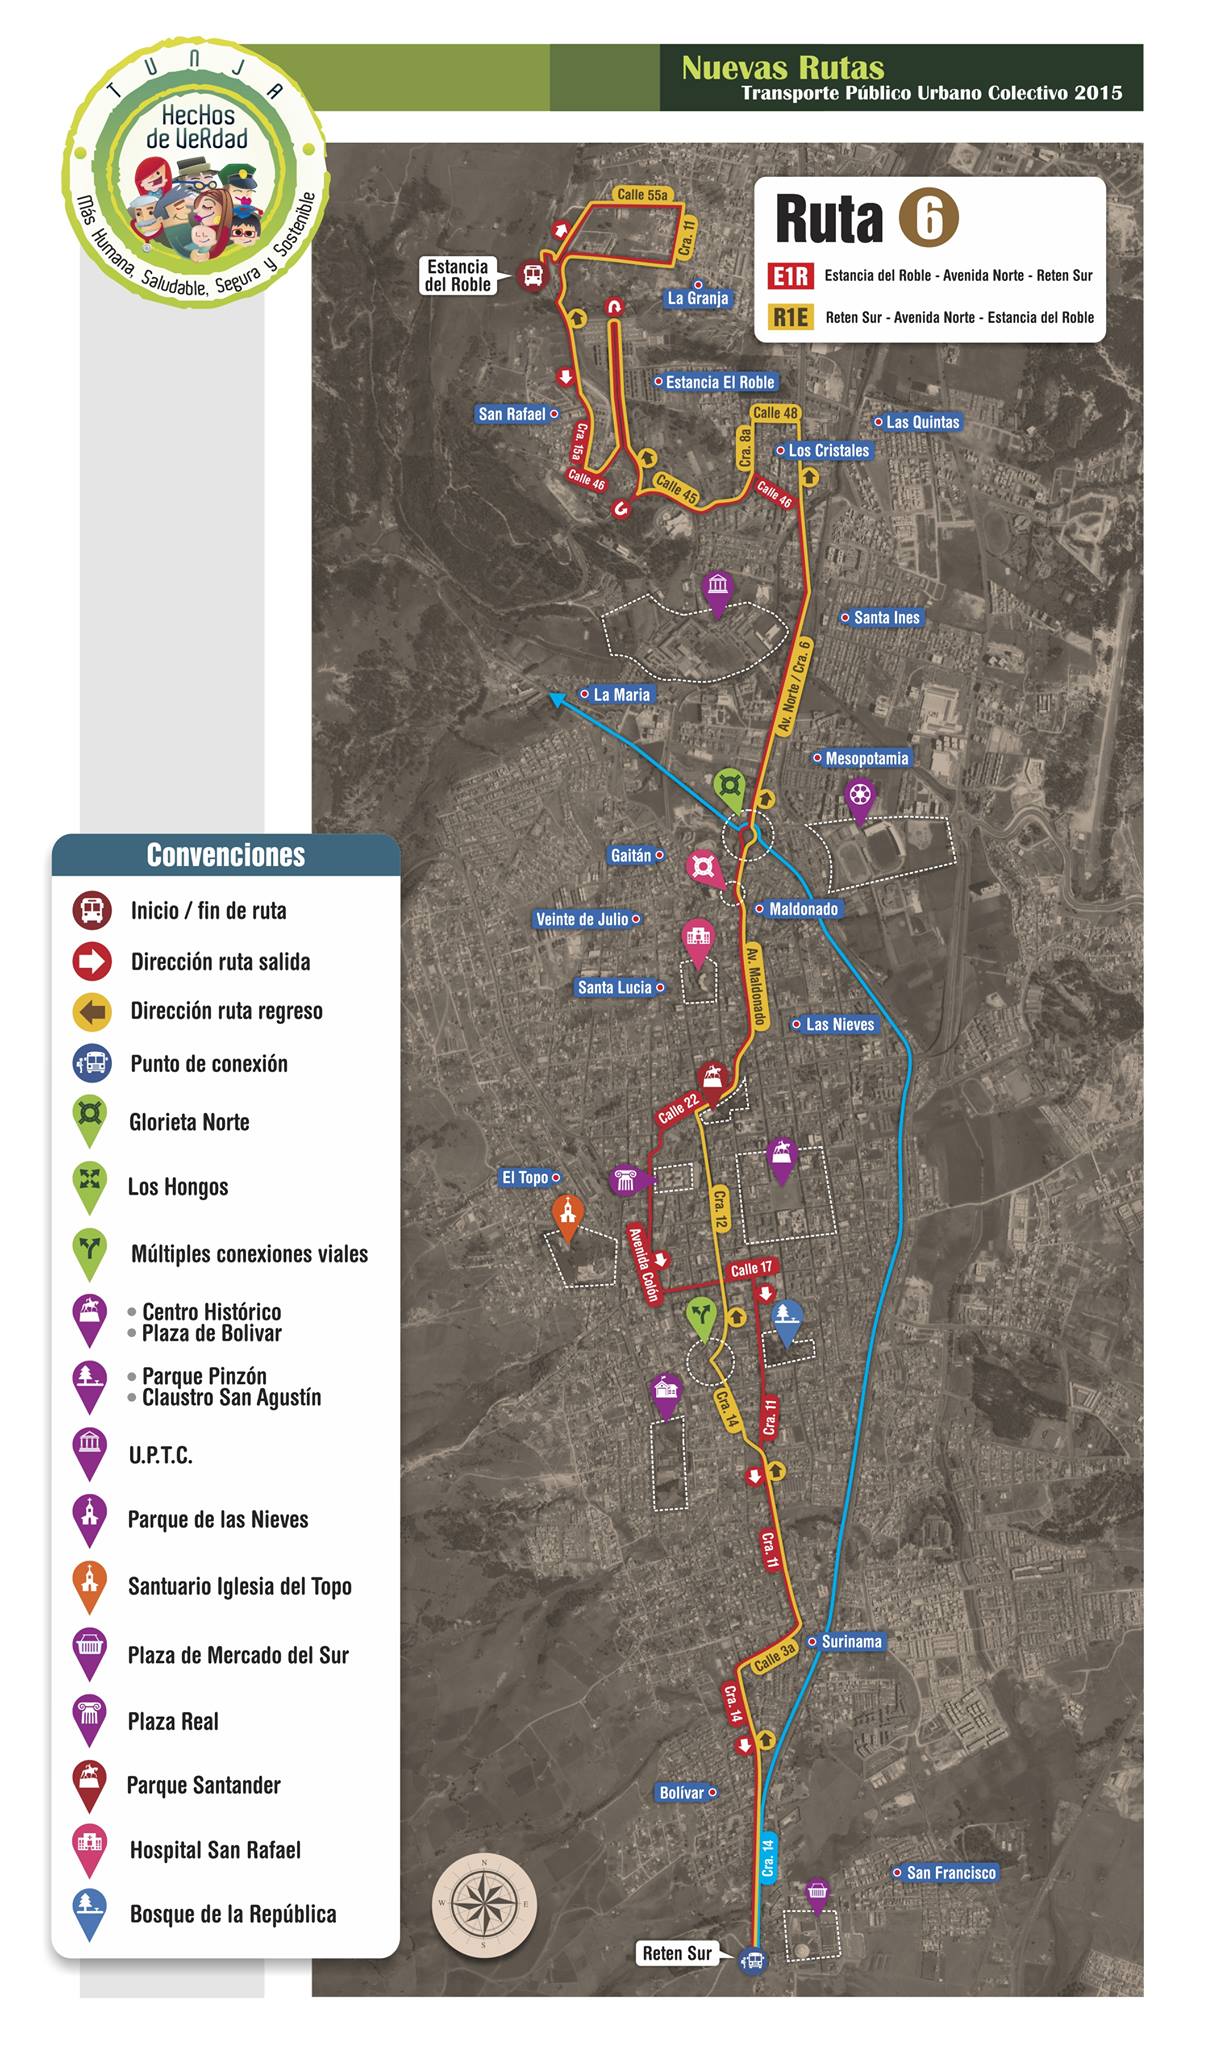 TUNJA
HecHos
de VeRdad
Más Humana, Saludable, Segura y Sostenible
Nuevas Rutas
Transporte Público Urbano Colectivo 2015
Ruta 6
E1R Estancia del Roble - Avenida Norte - Reten Sur
R1E Reten Sur - Avenida Norte - Estancia del Roble
Calle 55a
Cra. 11
Estancia
del Roble
La Granja
Estancia El Roble
San Rafael
Calle 48
Las Quintas
Cra. 15a
Cra. 8a
Los Cristales
Calle 46
Calle 45
Calle 46
Santa Ines
Av. Norte / Cra. 6
La Maria
Mesopotamia
Gaitán
Maldonado
Veinte de Julio
Av. Maldonado
Santa Lucia
Las Nieves
Calle 22
El Topo
Cra. 12
Avenida Colón
Calle 17
Cra. 14
Cra. 11
Cra. 11
Surinama
Calle 3a
Cra. 14
Bolívar
Cra. 14
San Francisco
Reten Sur
N
W
E
S
Convenciones
Inicio / fin de ruta
Dirección ruta salida
Dirección ruta regreso
Punto de conexión
Glorieta Norte
Los Hongos
Múltiples conexiones viales
• Centro Histórico
• Plaza de Bolivar
• Parque Pinzón
• Claustro San Agustín
U.P.T.C.
Parque de las Nieves
Santuario Iglesia del Topo
Plaza de Mercado del Sur
Plaza Real
Parque Santander
Hospital San Rafael
Bosque de la República